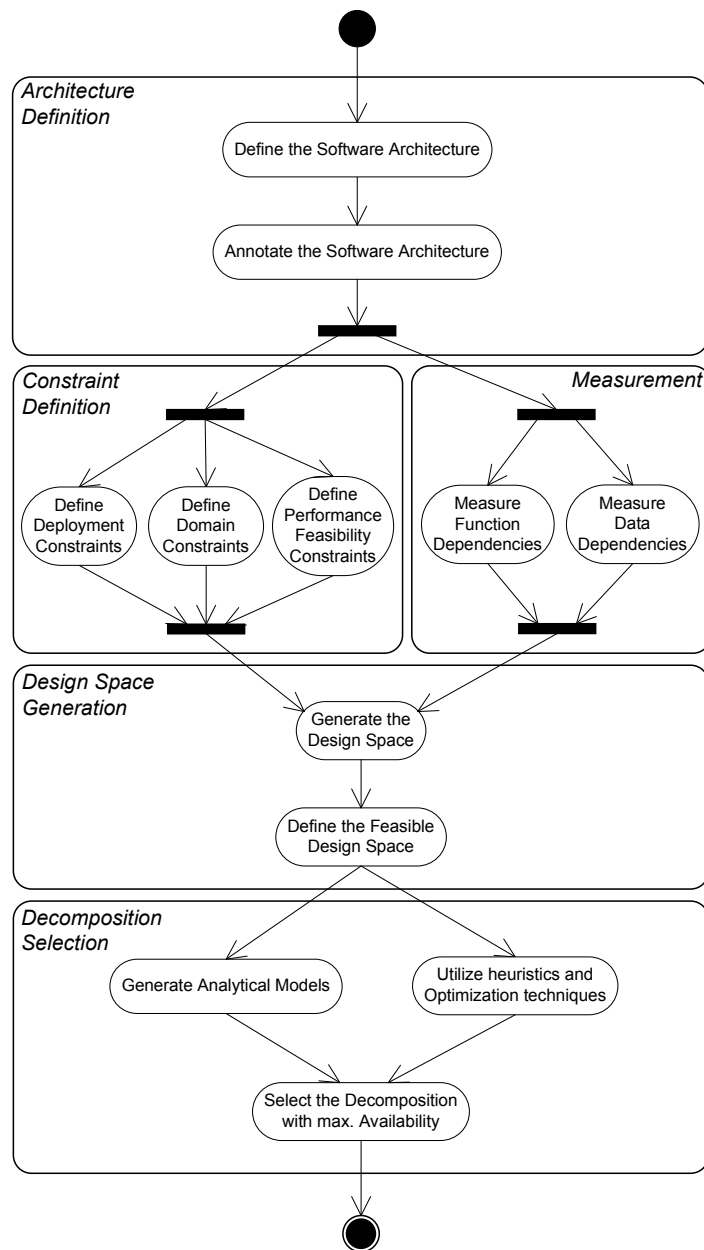 Architecture
Definition
Define the Software Architecture
Annotate the Software Architecture
Constraint
Definition
Define
Deployment
Constraints
Define
Domain
Constraints
Define
Performance
Feasibility
Constraints
Measurement
Measure
Function
Dependencies
Measure
Data
Dependencies
Design Space
Generation
Generate the
Design Space
Define the Feasible
Design Space
Decomposition
Selection
Generate Analytical Models
Utilize heuristics and
Optimization techniques
Select the Decomposition
with max. Availability